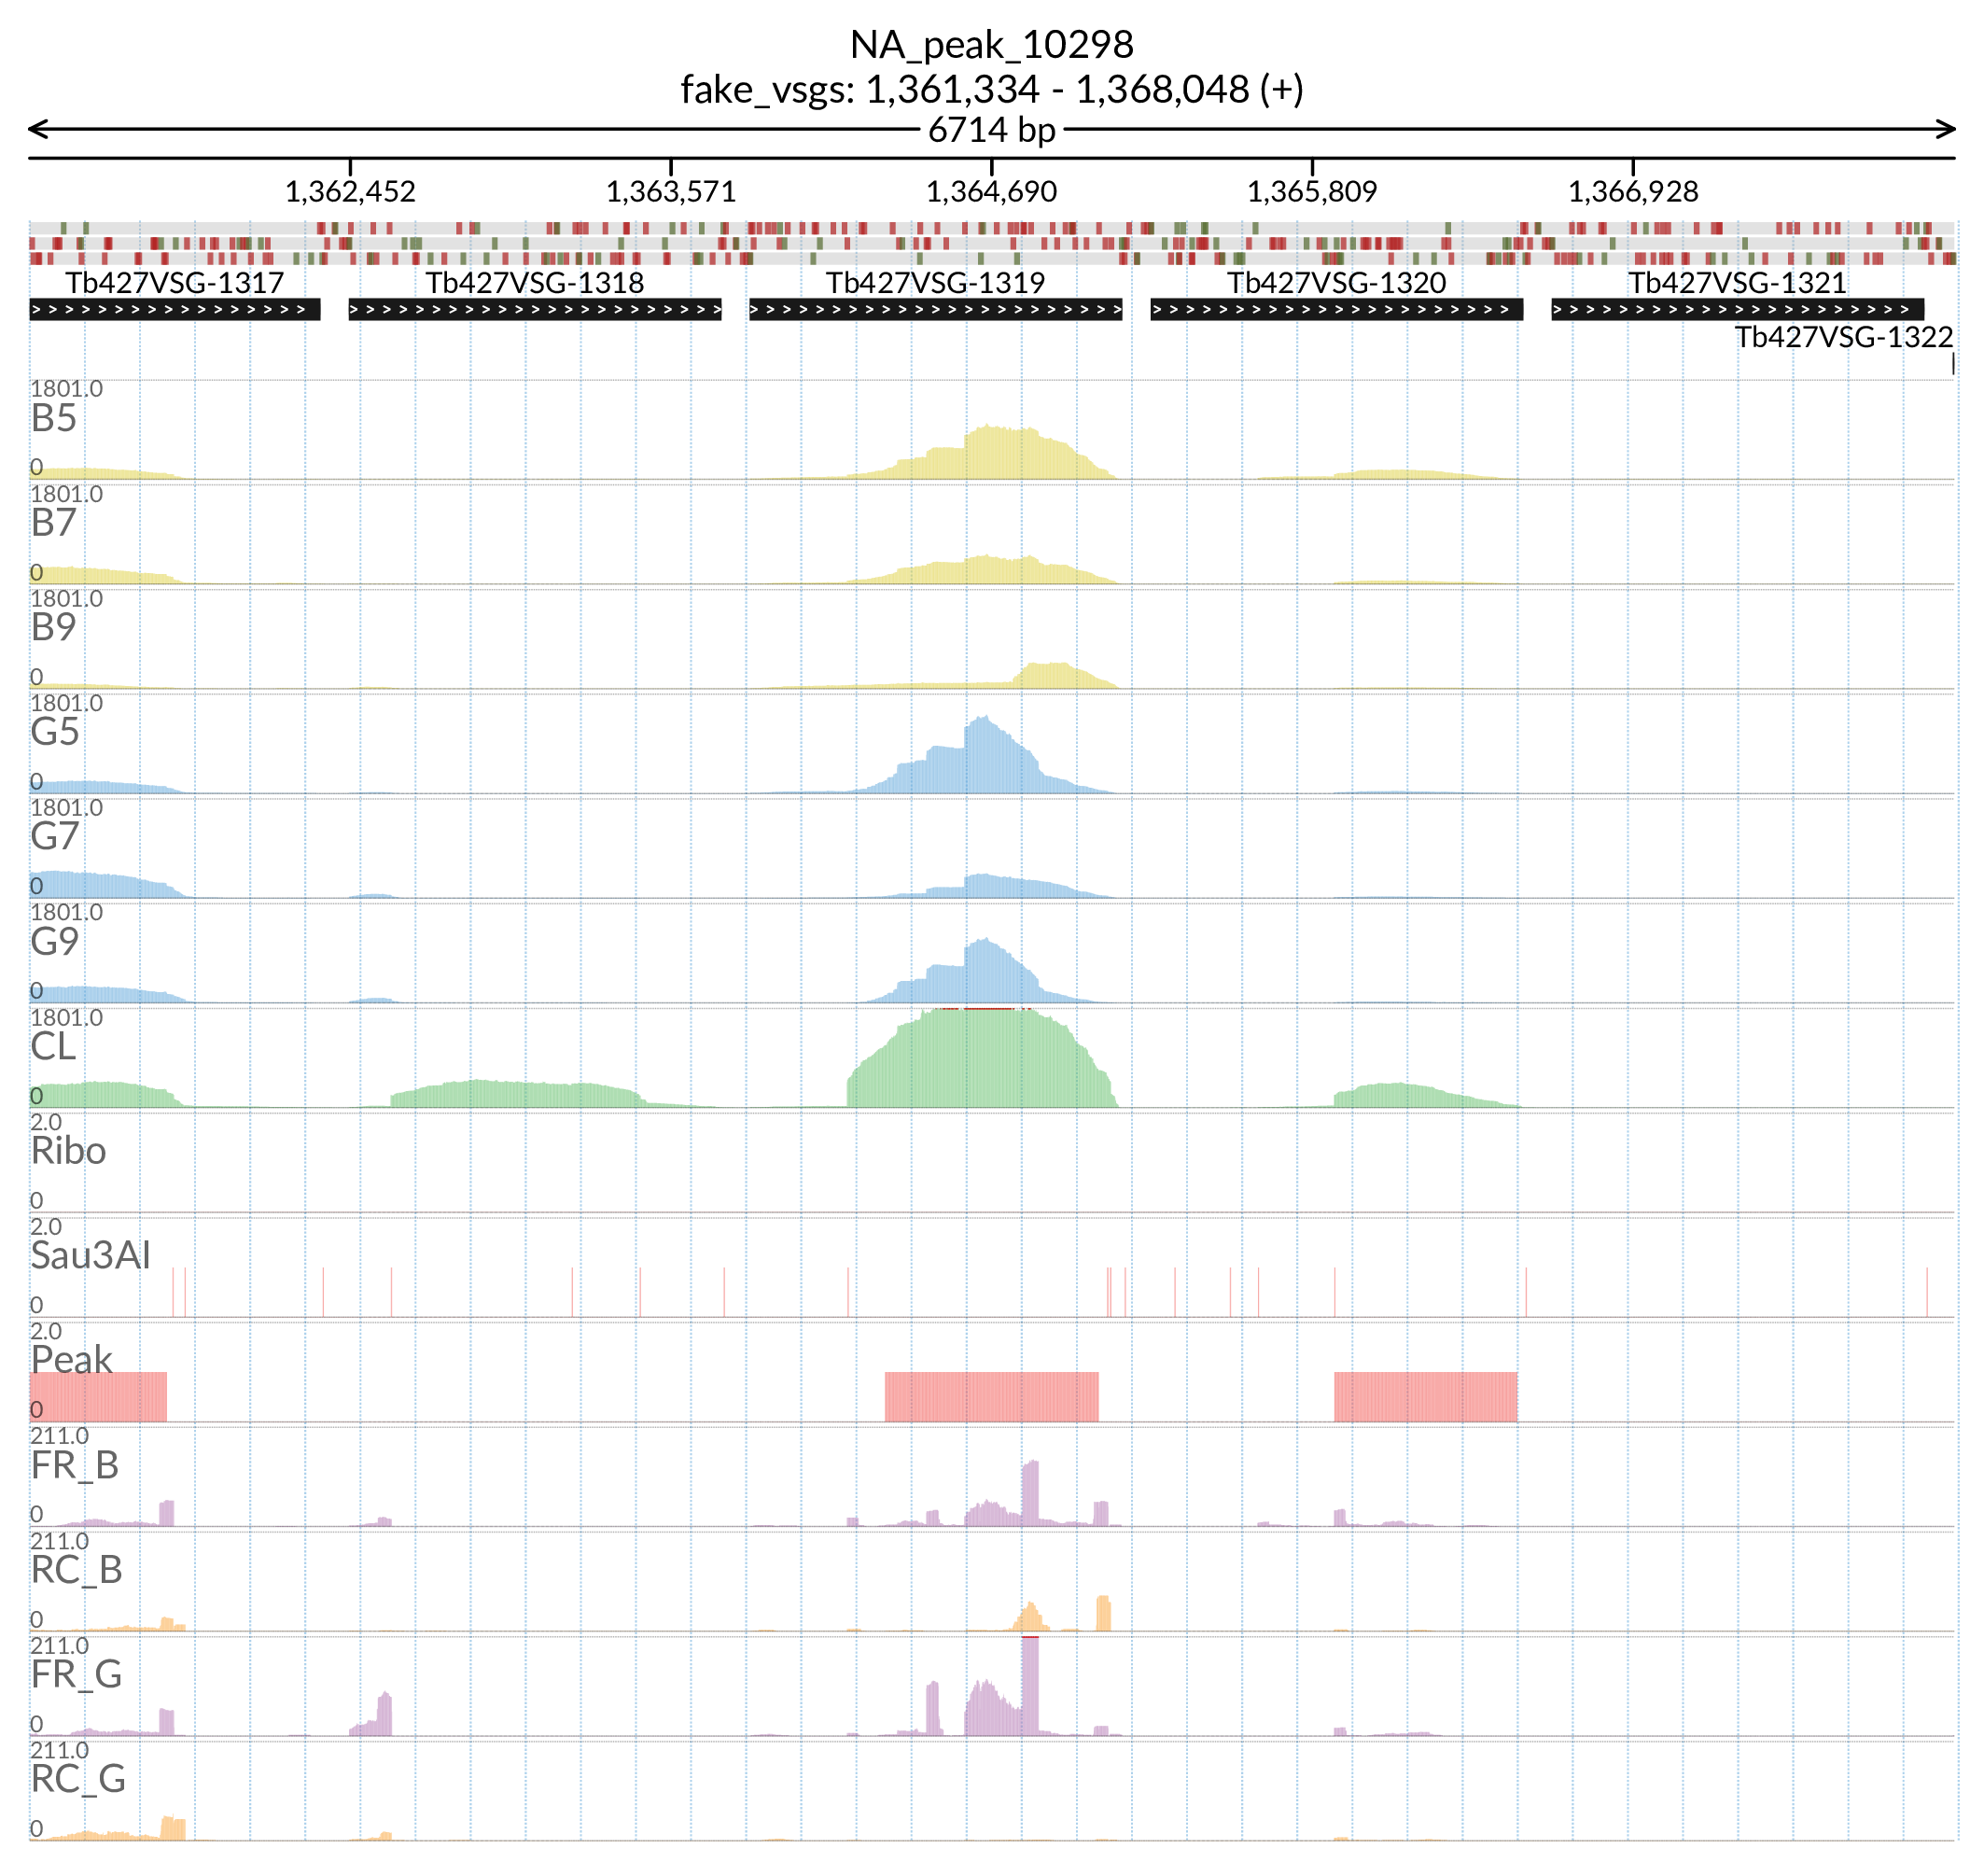 NA_peak_10298
fake_vsgs: 1,361,334 - 1,368,048 (+)
6714 bp
1,362,452 1,363,571 1,364,690 1,365,809 1,366,928
Tb427VSG-1317 Tb427VSG-1318 Tb427VSG-1319 Tb427VSG-1320 Tb427VSG-1321
Tb427VSG-1322
1801.0
B5
0
1801.0
B7
0
1801.0
B9
0
1801.0
G5
0
1801.0
G7
0
1801.0
G9
0
1801.0
CL
0
2.0
Ribo
0
2.0
Sau3AI
0
2.0
Peak
0
211.0
FR_B
0
211.0
RC_B
0
211.0
FR_G
0
211.0
RC_G
0